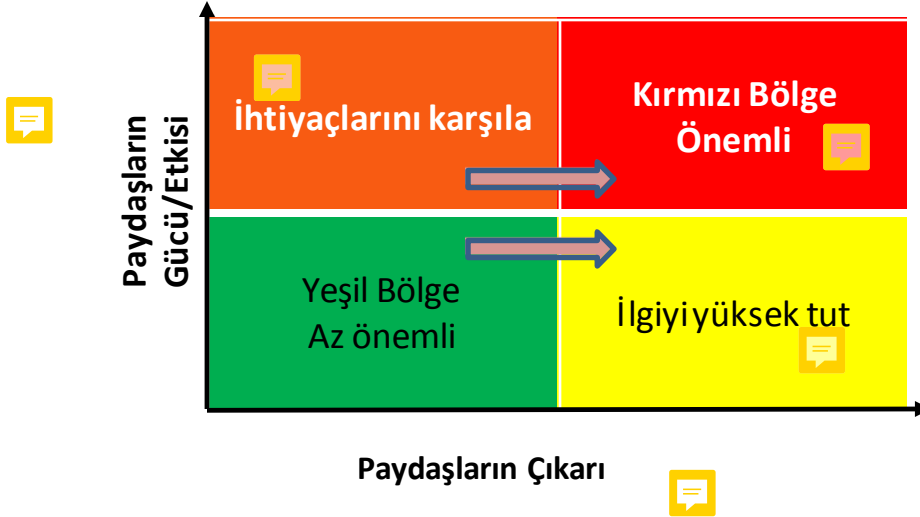 Paydaşların
Gücü/Etkisi
İhtiyaçlarını karşıla
Kırmızı Bölge
Önemli
Yeşil Bölge
Az önemli
İlgiyi yüksek tut
Paydaşların Çıkarı